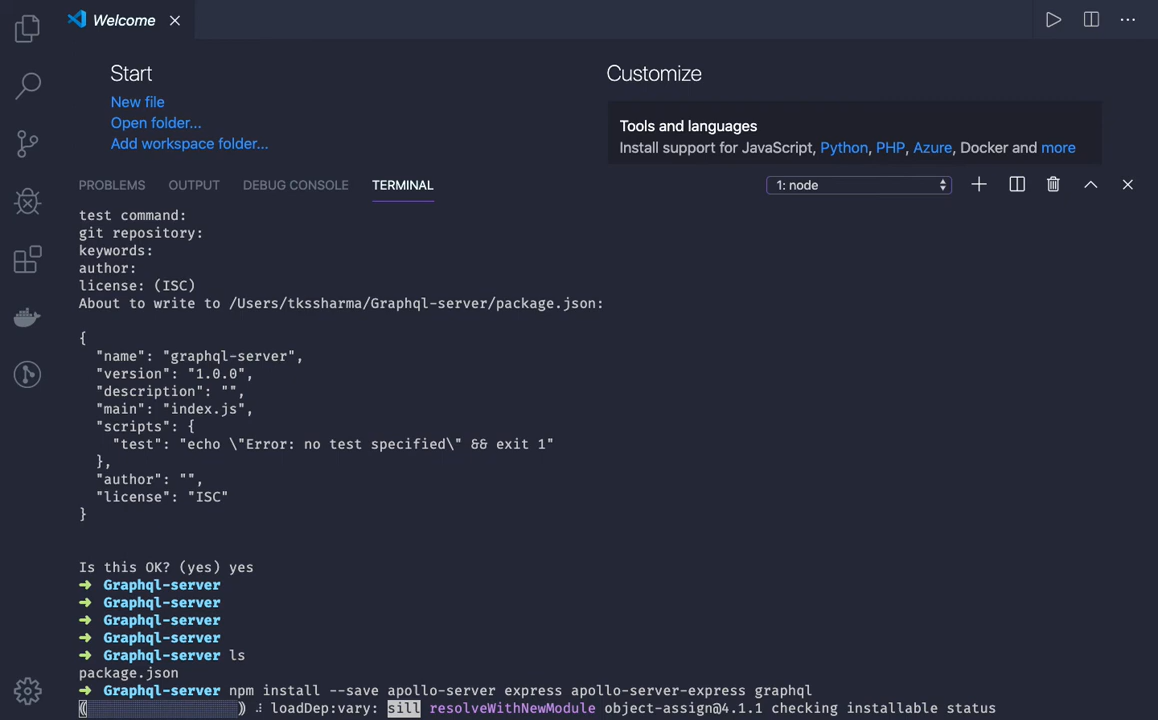 Welcome
Start
New file
Open folder...
Add workspace folder...
Customize
Tools and languages
Install support for JavaScript, Python, PHP, Azure, Docker and more
PROBLEMS OUTPUT DEBUG CONSOLE TERMINAL
1: node
test command:
git repository:
keywords:
author:
license: (ISC)
About to write to /Users/tkssharma/Graphql-server/package.json:
{
  "name": "graphql-server",
  "version": "1.0.0",
  "description": "",
  "main": "index.js",
  "scripts": {
    "test": "echo \"Error: no test specified\" && exit 1"
  },
  "author": "",
  "license": "ISC"
}
Is this OK? (yes) yes
➜ Graphql-server
➜ Graphql-server
➜ Graphql-server
➜ Graphql-server
➜ Graphql-server ls
package.json
➜ Graphql-server npm install --save apollo-server express apollo-server-express graphql
loadDep:vary: sill resolveWithNewModule object-assign@4.1.1 checking installable status